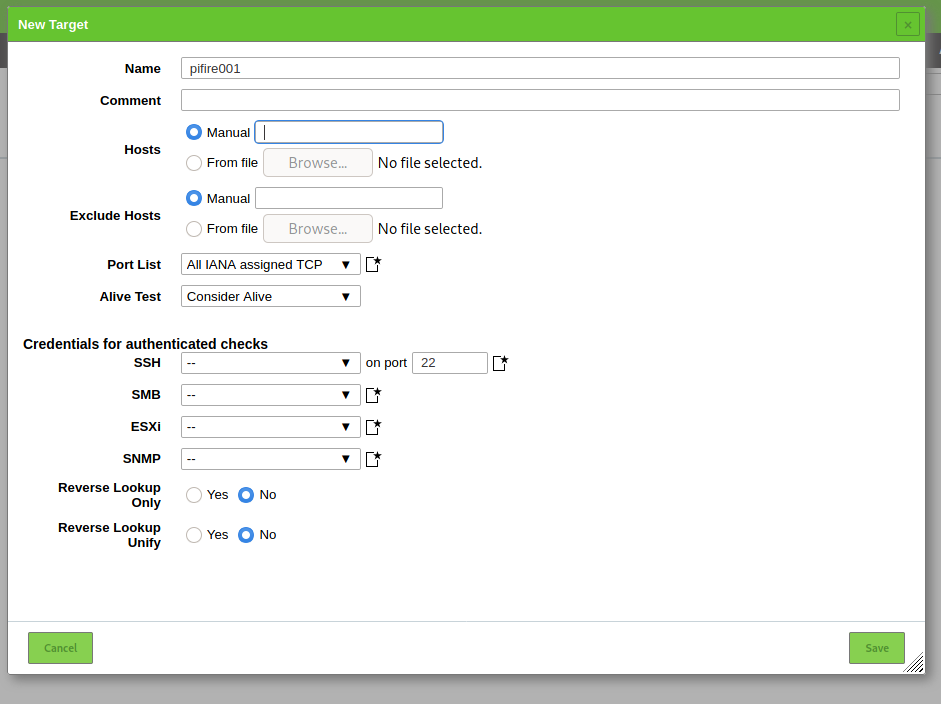 New Target ×
Name pifire001
Comment
Manual
Hosts
From file Browse... No file selected.
Manual
Exclude Hosts
From file Browse... No file selected.
Port List All IANA assigned TCP ▼
Alive Test Consider Alive ▼
Credentials for authenticated checks
SSH -- ▼ on port 22
SMB -- ▼
ESXi -- ▼
SNMP -- ▼
Reverse Lookup
Only
Yes No
Reverse Lookup
Unify
Yes No
Cancel Save